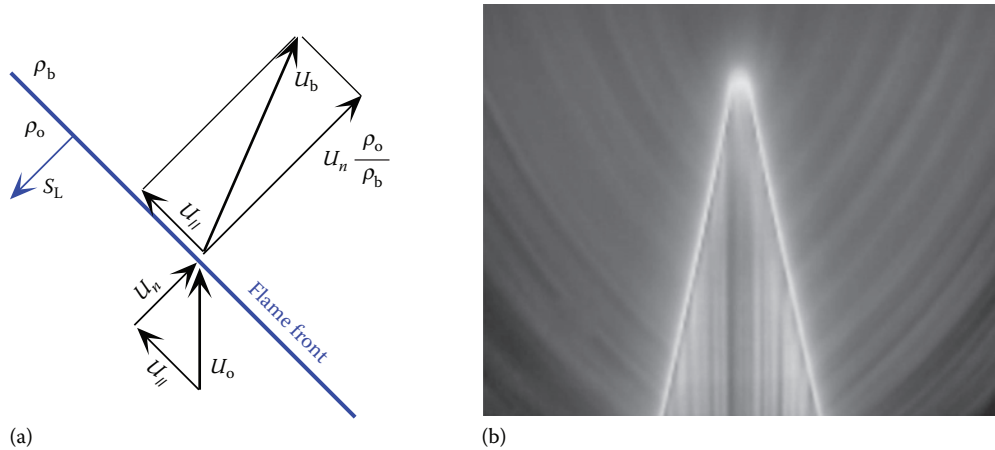 ρb
ρo
SL
Ub
Un ρo/ρb
U//
Un
U//
Uo
Flame front
(a)
(b)